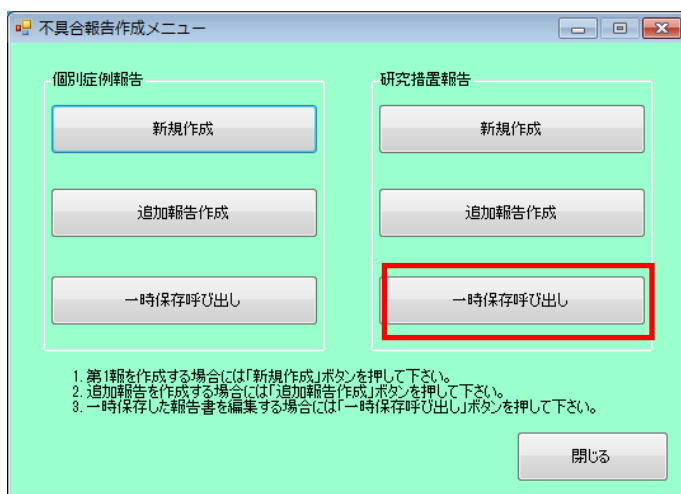 不具合報告作成メニュー
個別症例報告
新規作成
追加報告作成
一時保存呼び出し
研究措置報告
新規作成
追加報告作成
一時保存呼び出し
1. 第1報を作成する場合には「新規作成」ボタンを押して下さい。
2. 追加報告を作成する場合には「追加報告作成」ボタンを押して下さい。
3. 一時保存した報告書を編集する場合には「一時保存呼び出し」ボタンを押して下さい。
閉じる